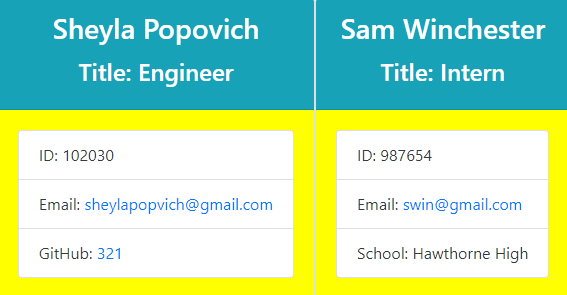 Sheyla Popovich
Title: Engineer
ID: 102030
Email: sheylapopvich@gmail.com
GitHub: 321
Sam Winchester
Title: Intern
ID: 987654
Email: swin@gmail.com
School: Hawthorne High